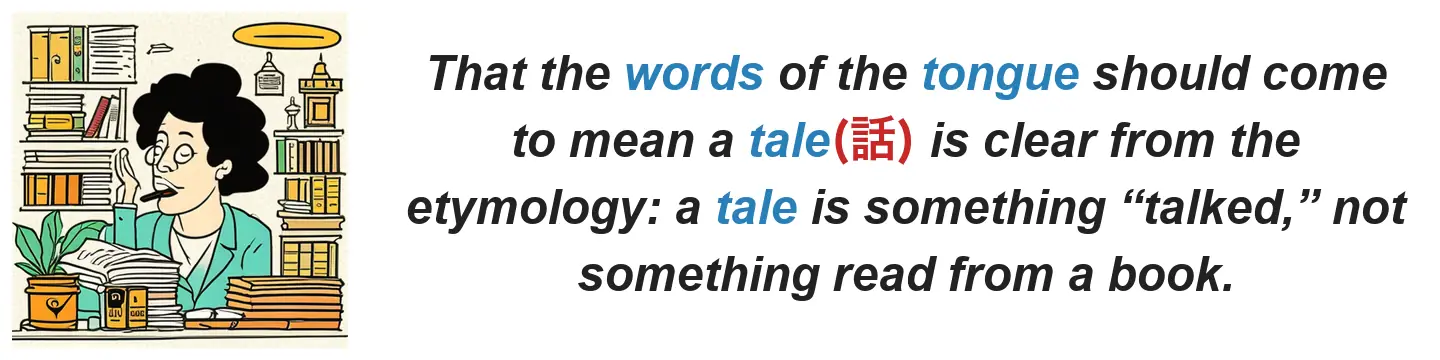 That the words of the tongue should come
to mean a tale(話) is clear from the
etymology: a tale is something “talked,” not
something read from a book.